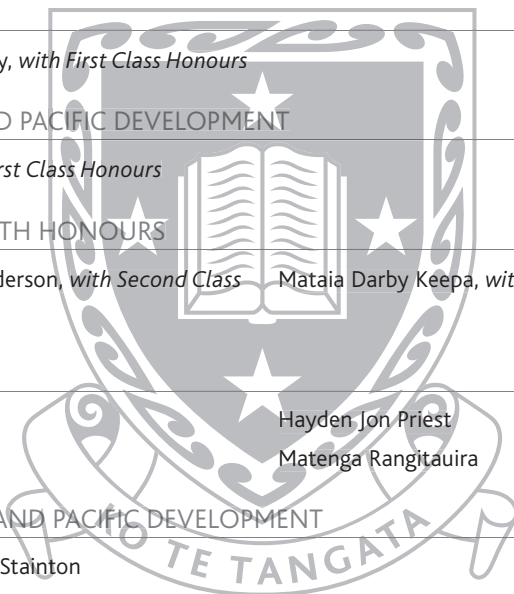 y, with First Class Honours
D PACIFIC DEVELOPMENT
rst Class Honours
TH HONOURS
derson, with Second Class Mataia Darby Keepa, wit
Hayden Jon Priest
Matenga Rangitauira
AND PACIFIC DEVELOPMENT
Stainton
KO TE TANGATA